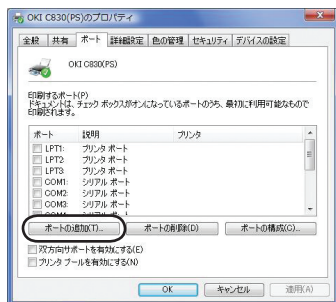 OKI C830(PS)のプロパティ
全般 共有 ポート 詳細設定 色の管理 セキュリティ デバイスの設定
OKI C830(PS)
印刷するポート(P)
ドキュメントは、チェック ボックスがオンになっているポートのうち、最初に利用可能なもので
印刷されます。
ポート 説明 プリンタ
LPT1: プリンタ ポート
LPT2: プリンタ ポート
LPT3: プリンタ ポート
COM1: シリアル ポート
COM2: シリアル ポート
COM3: シリアル ポート
ポートの追加(T)... ポートの削除(D) ポートの構成(C)...
双方向サポートを有効にする(E)
プリンタ プールを有効にする(N)
OK キャンセル 適用(A)